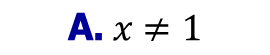 A. x ≠ 1